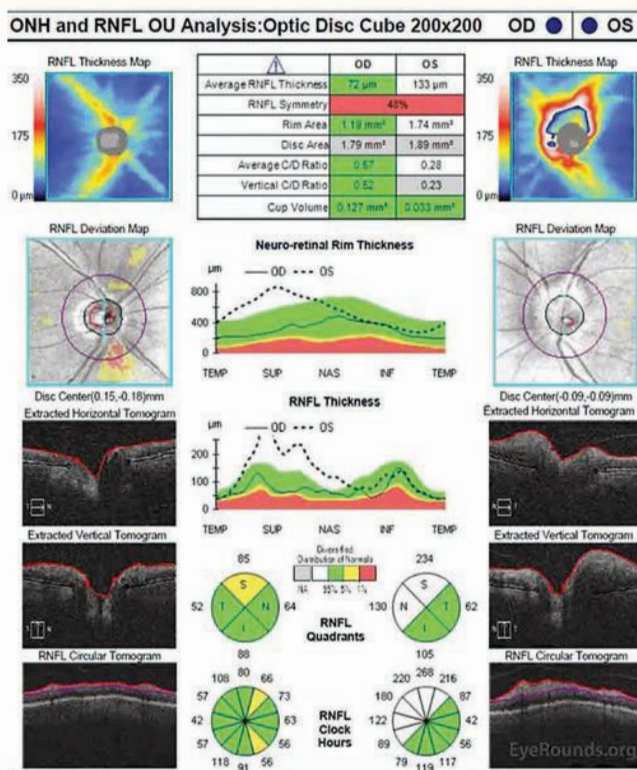 ONH and RNFL OU Analysis:Optic Disc Cube 200x200 OD OS
RNFL Thickness Map
350
175
0 µm
OD OS
Average RNFL Thickness 72 µm 133 µm
RNFL Symmetry 48%
Rim Area 1.19 mm² 1.74 mm²
Disc Area 1.79 mm² 1.89 mm²
Average C/D Ratio 0.57 0.28
Vertical C/D Ratio 0.52 0.23
Cup Volume 0.127 mm³ 0.033 mm³
RNFL Thickness Map
350
175
0 µm
RNFL Deviation Map
Disc Center(0.15,-0.18)mm
Neuro-retinal Rim Thickness
µm OD OS
800
400
0
TEMP SUP NAS INF TEMP
RNFL Deviation Map
Disc Center(-0.09,-0.09)mm
Extracted Horizontal Tomogram
RNFL Thickness
µm OD OS
200
100
0
TEMP SUP NAS INF TEMP
Extracted Horizontal Tomogram
Extracted Vertical Tomogram
Diversified
Distribution of Normals
NA 95% 5% 1%
85
S
52 T N 64
I
88
RNFL
Quadrants
234
S
130 N T 62
I
105
Extracted Vertical Tomogram
RNFL Circular Tomogram
80
108 66
57 73
42 63
57 56
118 56
91
RNFL
Clock
Hours
268
220 216
180 87
122 42
89 56
79 117
119
RNFL Circular Tomogram
EyeRounds.org